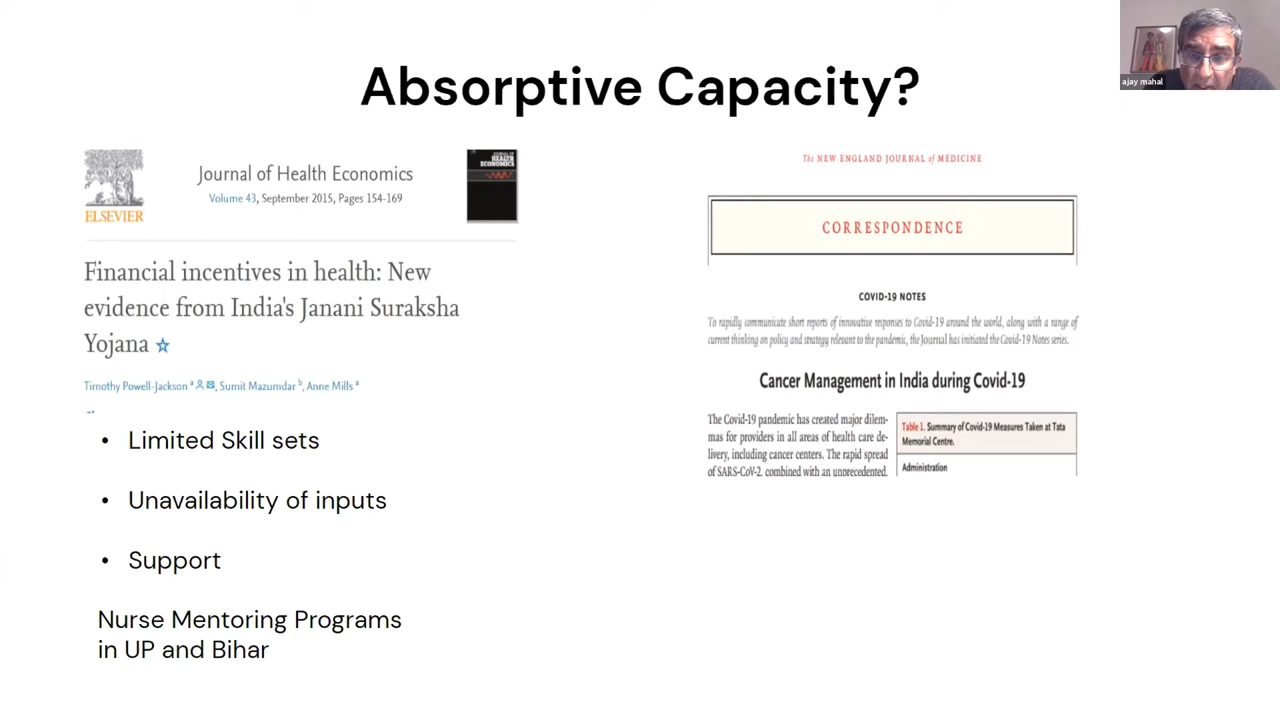 Absorptive Capacity?
ajay mahal
ELSEVIER
Journal of Health Economics
Volume 43, September 2015, Pages 154-169
JOURNAL OF
HEALTH
ECONOMICS
Financial incentives in health: New
evidence from India's Janani Suraksha
Yojana ☆
Timothy Powell-Jackson a, Sumit Mazumdar b, Anne Mills a
• Limited Skill sets
• Unavailability of inputs
• Support
Nurse Mentoring Programs
in UP and Bihar
The NEW ENGLAND JOURNAL of MEDICINE
CORRESPONDENCE
COVID-19 NOTES
To rapidly communicate short reports of innovative responses to Covid-19 around the world, along with a range of
current thinking on policy and strategy relevant to the pandemic, the Journal has initiated the Covid-19 Notes series.
Cancer Management in India during Covid-19
The Covid-19 pandemic has created major dilem-
mas for providers in all areas of health care de-
livery, including cancer centers. The rapid spread
of SARS-CoV-2, combined with an unprecedented,
Table 1. Summary of Covid-19 Measures Taken at Tata
Memorial Centre.
Administration